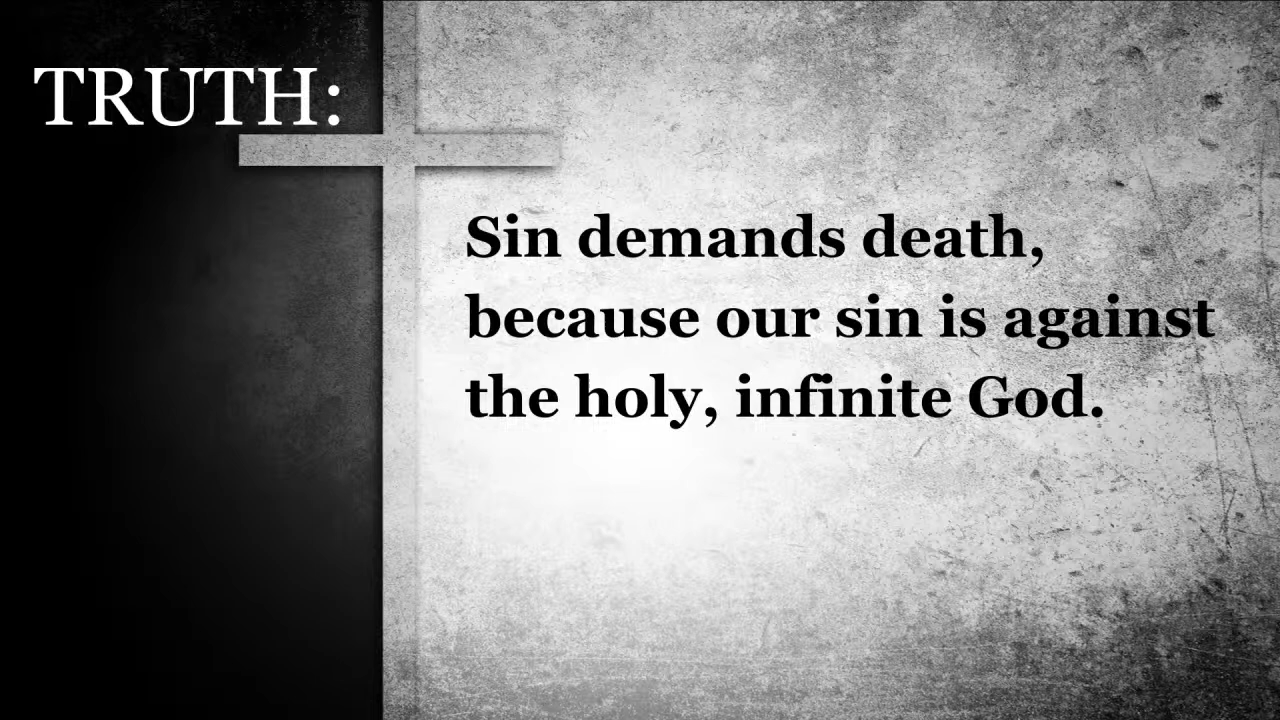 TRUTH:
Sin demands death,
because our sin is against
the holy, infinite God.